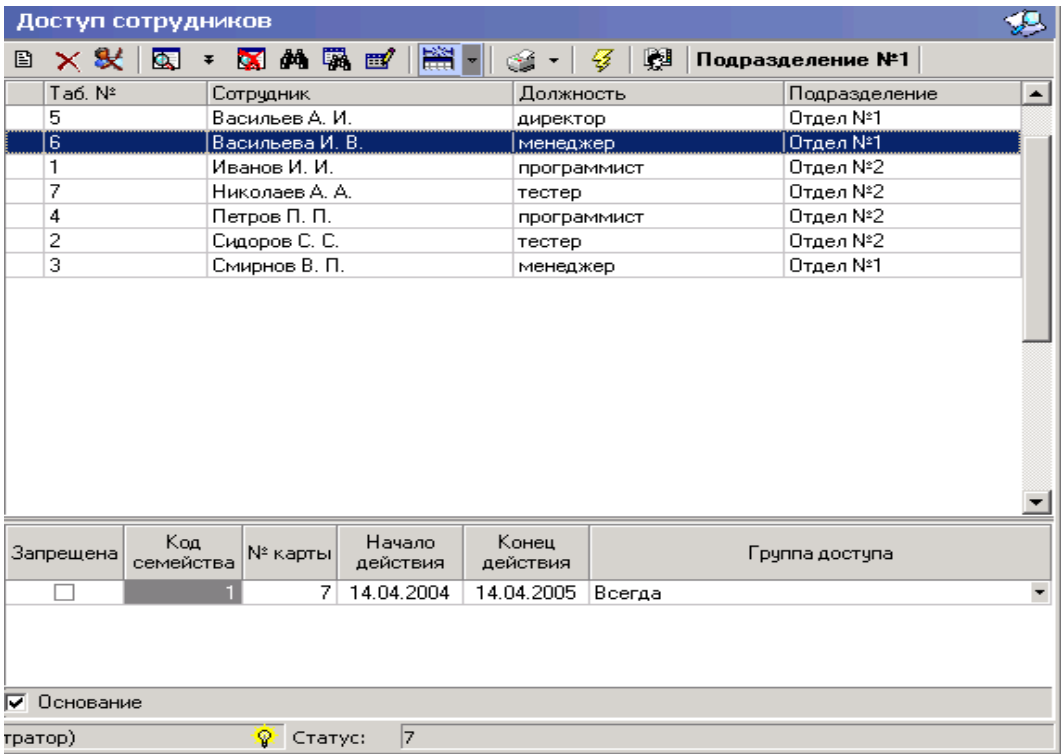 Доступ сотрудников
Подразделение №1
Таб. № Сотрудник Должность Подразделение
5 Васильев А. И. директор Отдел №1
6 Васильева И. В. менеджер Отдел №1
1 Иванов И. И. программист Отдел №2
7 Николаев А. А. тестер Отдел №2
4 Петров П. П. программист Отдел №2
2 Сидоров С. С. тестер Отдел №2
3 Смирнов В. П. менеджер Отдел №1
Запрещена Код семейства № карты Начало действия Конец действия Группа доступа
1 7 14.04.2004 14.04.2005 Всегда
Основание
тратор) Статус: 7